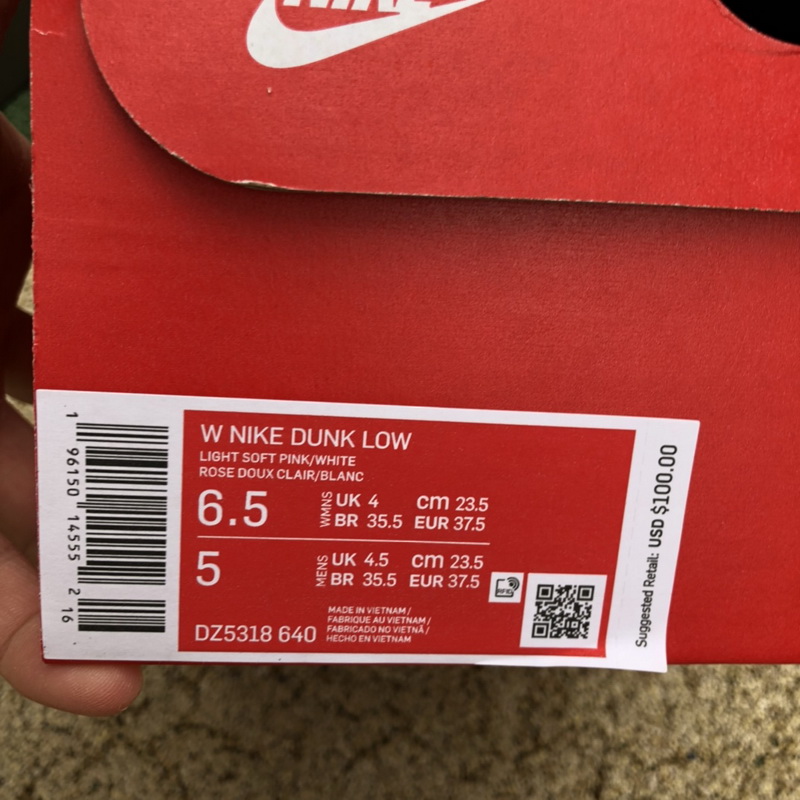 NIKE
W NIKE DUNK LOW
LIGHT SOFT PINK/WHITE
ROSE DOUX CLAIR/BLANC
6.5 WMNS UK 4 cm 23.5
BR 35.5 EUR 37.5
5 MENS UK 4.5 cm 23.5
BR 35.5 EUR 37.5
MADE IN VIETNAM /
FABRIQUE AU VIETNAM /
FABRICADO NO VIETNÃ /
HECHO EN VIETNAM
DZ5318 640
RFID
1 96150 14555 2 16
Suggested Retail: USD $100.00